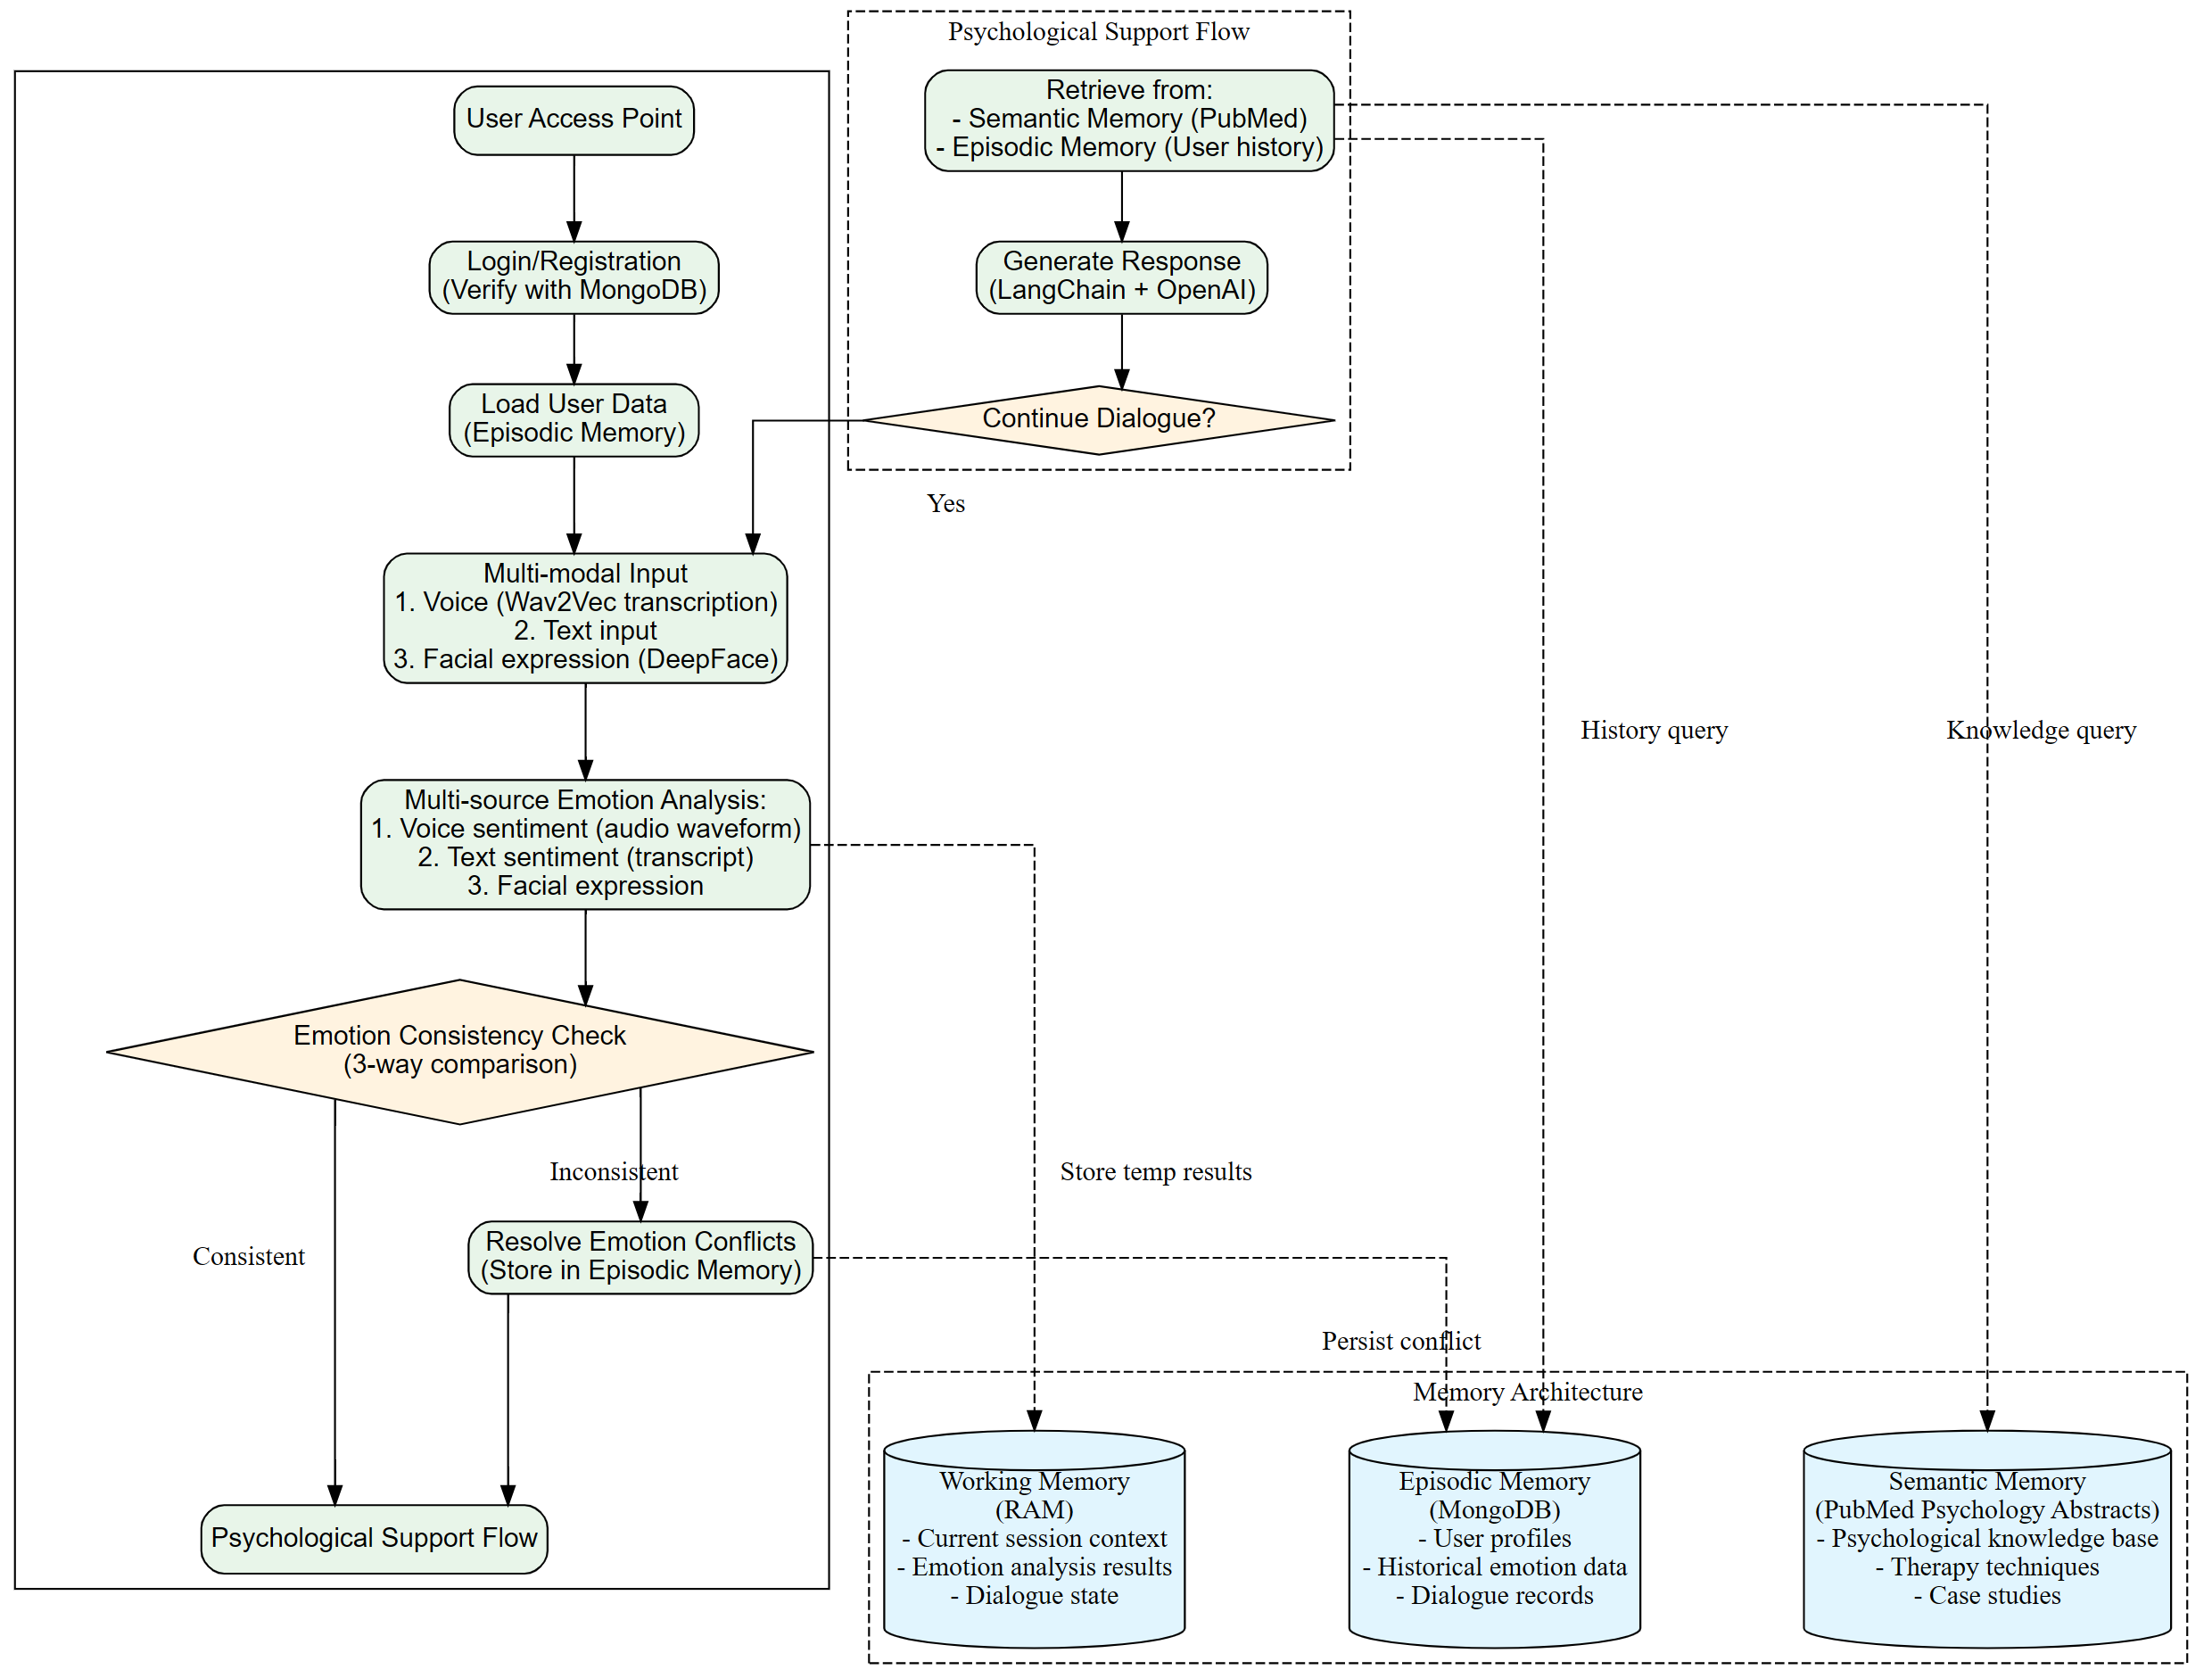 Psychological Support Flow
User Access Point
Retrieve from:
- Semantic Memory (PubMed)
- Episodic Memory (User history)
Login/Registration
(Verify with MongoDB)
Generate Response
(LangChain + OpenAI)
Load User Data
(Episodic Memory)
Continue Dialogue?
Yes
Multi-modal Input
1. Voice (Wav2Vec transcription)
2. Text input
3. Facial expression (DeepFace)
History query
Knowledge query
Multi-source Emotion Analysis:
1. Voice sentiment (audio waveform)
2. Text sentiment (transcript)
3. Facial expression
Emotion Consistency Check
(3-way comparison)
Inconsistent
Store temp results
Consistent
Resolve Emotion Conflicts
(Store in Episodic Memory)
Persist conflict
Psychological Support Flow
Memory Architecture
Working Memory
(RAM)
- Current session context
- Emotion analysis results
- Dialogue state
Episodic Memory
(MongoDB)
- User profiles
- Historical emotion data
- Dialogue records
Semantic Memory
(PubMed Psychology Abstracts)
- Psychological knowledge base
- Therapy techniques
- Case studies